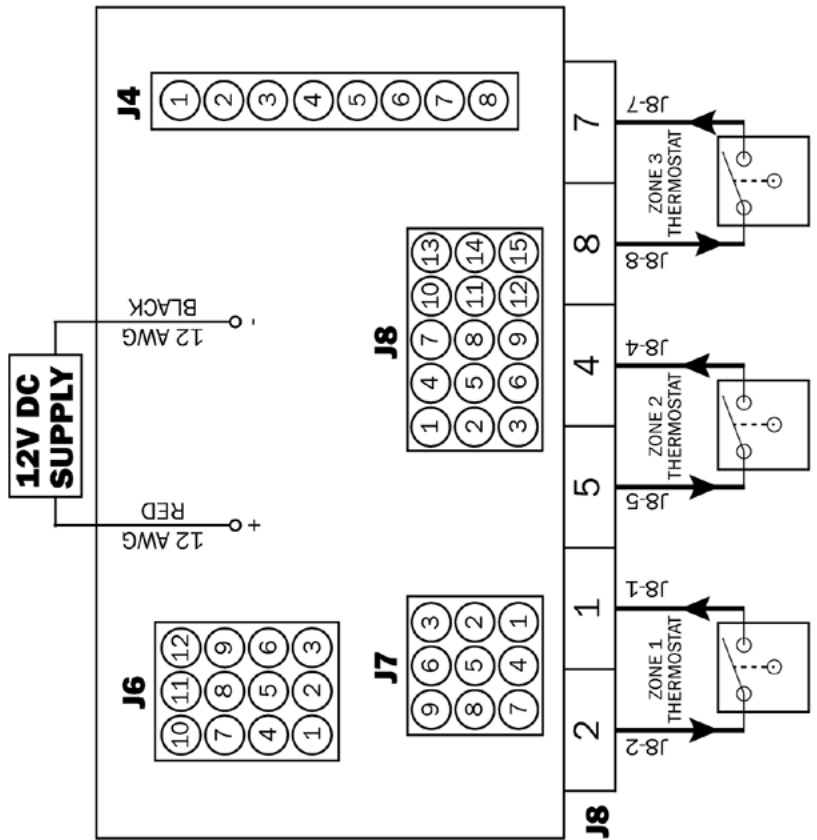 12V DC
SUPPLY
12 AWG
RED
+
12 AWG
BLACK
-
J4
1
2
3
4
5
6
7
8
J6
10 11 12
7 8 9
4 5 6
1 2 3
J7
9 6 3
8 5 2
7 4 1
J8
1 4 7 10 13
2 5 8 11 14
3 6 9 12 15
J8
2 1 5 4 8 7
J8-2
ZONE 1
THERMOSTAT
J8-1
J8-5
ZONE 2
THERMOSTAT
J8-4
J8-8
ZONE 3
THERMOSTAT
J8-7